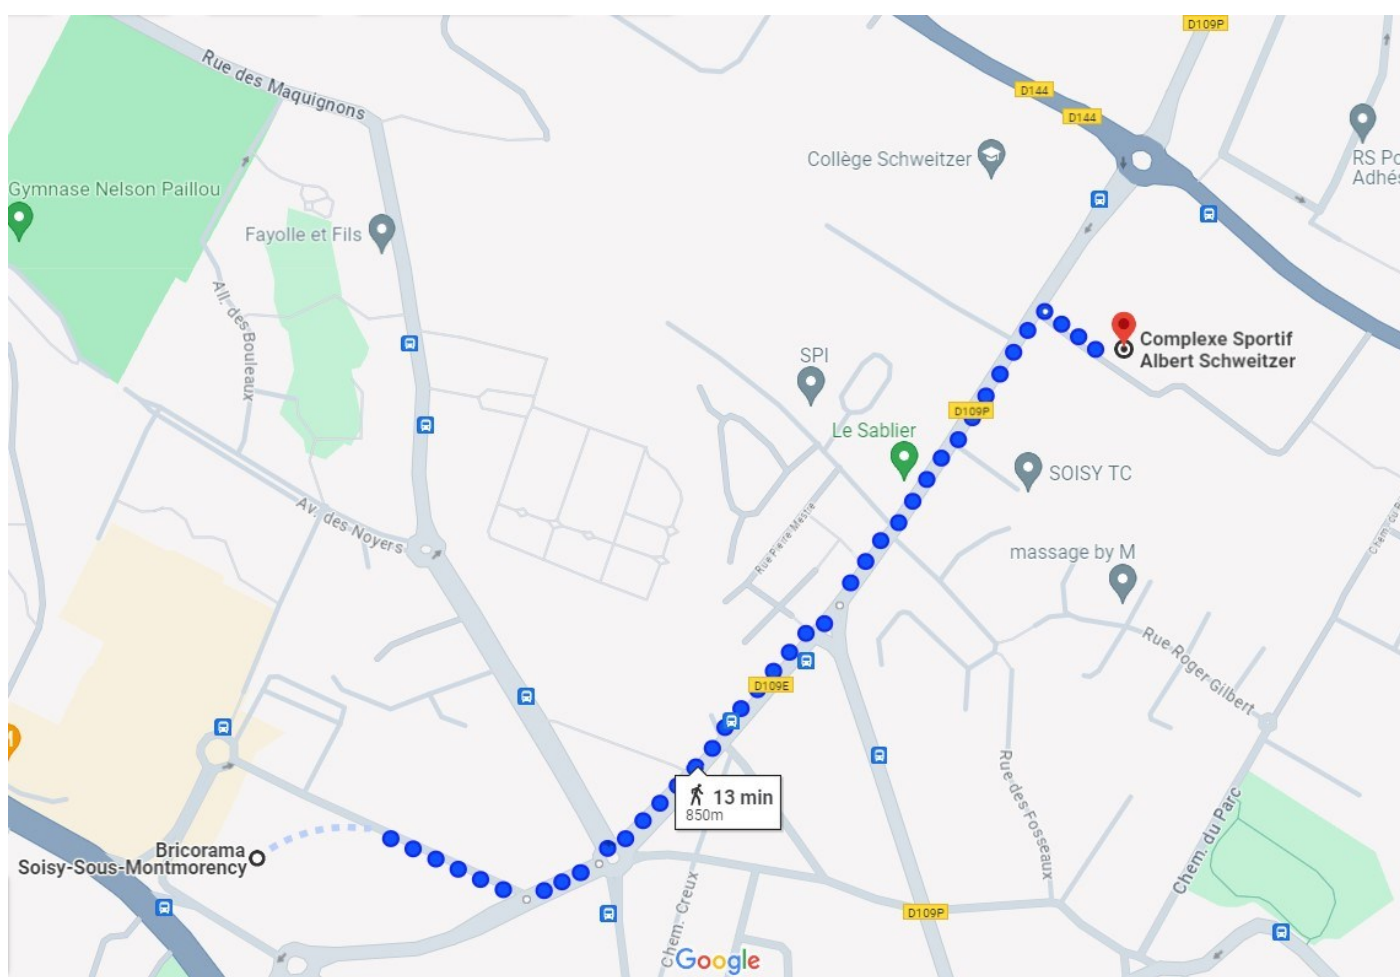 D109P
Rue des Maquignons
D144
D144
Collège Schweitzer
RS Po
Adhés
Gymnase Nelson Paillou
Fayolle et Fils
All. des Bouleaux
Complexe Sportif
Albert Schweitzer
SPI
D109P
Le Sablier
SOISY TC
Av. des Noyers
Rue Pierre Mestre
massage by M
Rue Roger Gilbert
D109E
13 min
850m
Rue des Fosseaux
Chem. du Parc
Bricorama
Soisy-Sous-Montmorency
Chem. Creux
D109P
Google